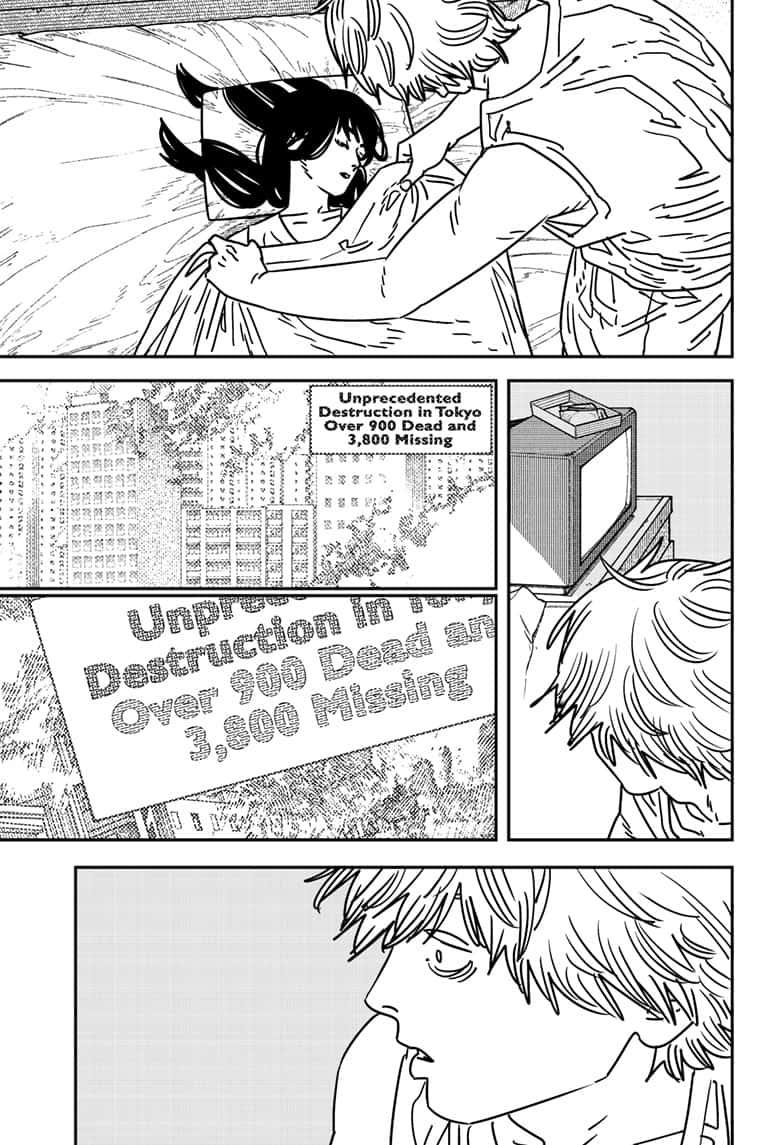 Unprecedented
Destruction in Tokyo
Over 900 Dead and
3,800 Missing
Destruction in
Over 900 Dead an
3,800 Missing